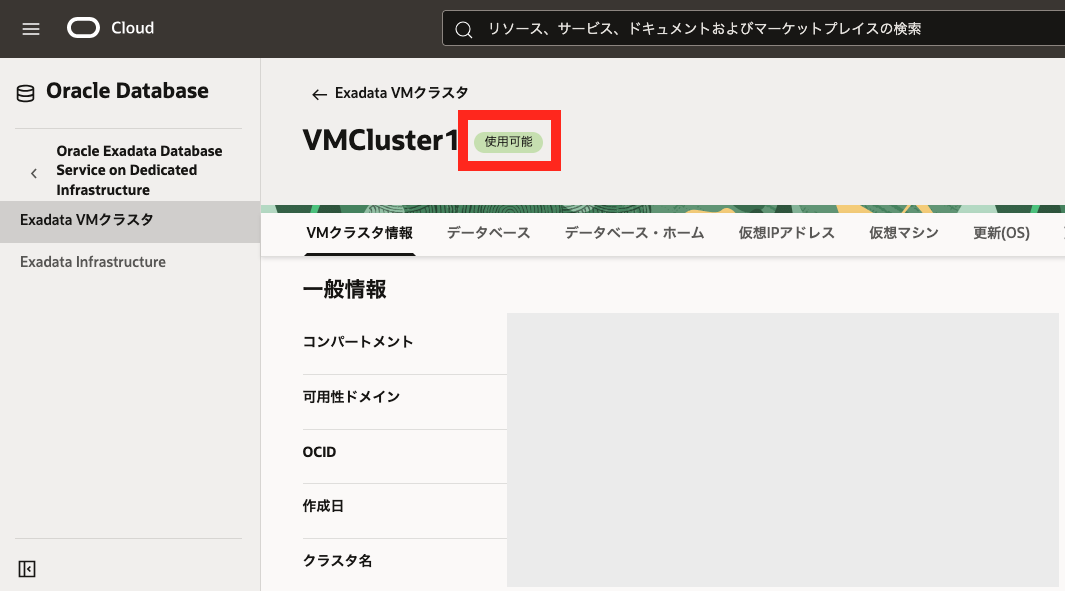 Cloud
リソース、サービス、ドキュメントおよびマーケットプレイスの検索
Oracle Database
Oracle Exadata Database
Service on Dedicated
Infrastructure
Exadata VMクラスタ
Exadata Infrastructure
Exadata VMクラスタ
VMCluster1
使用可能
VMクラスタ情報
データベース
データベース・ホーム
仮想IPアドレス
仮想マシン
更新(OS)
一般情報
コンパートメント
可用性ドメイン
OCID
作成日
クラスタ名